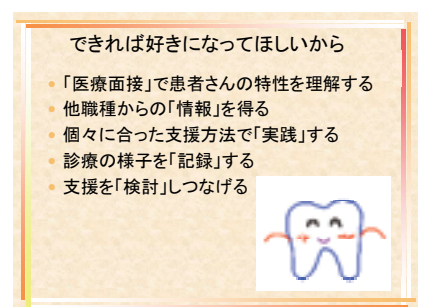 できれば好きになってほしいから
「医療面接」で患者さんの特性を理解する
他職種からの「情報」を得る
個々に合った支援方法で「実践」する
診療の様子を「記録」する
支援を「検討」しつなげる